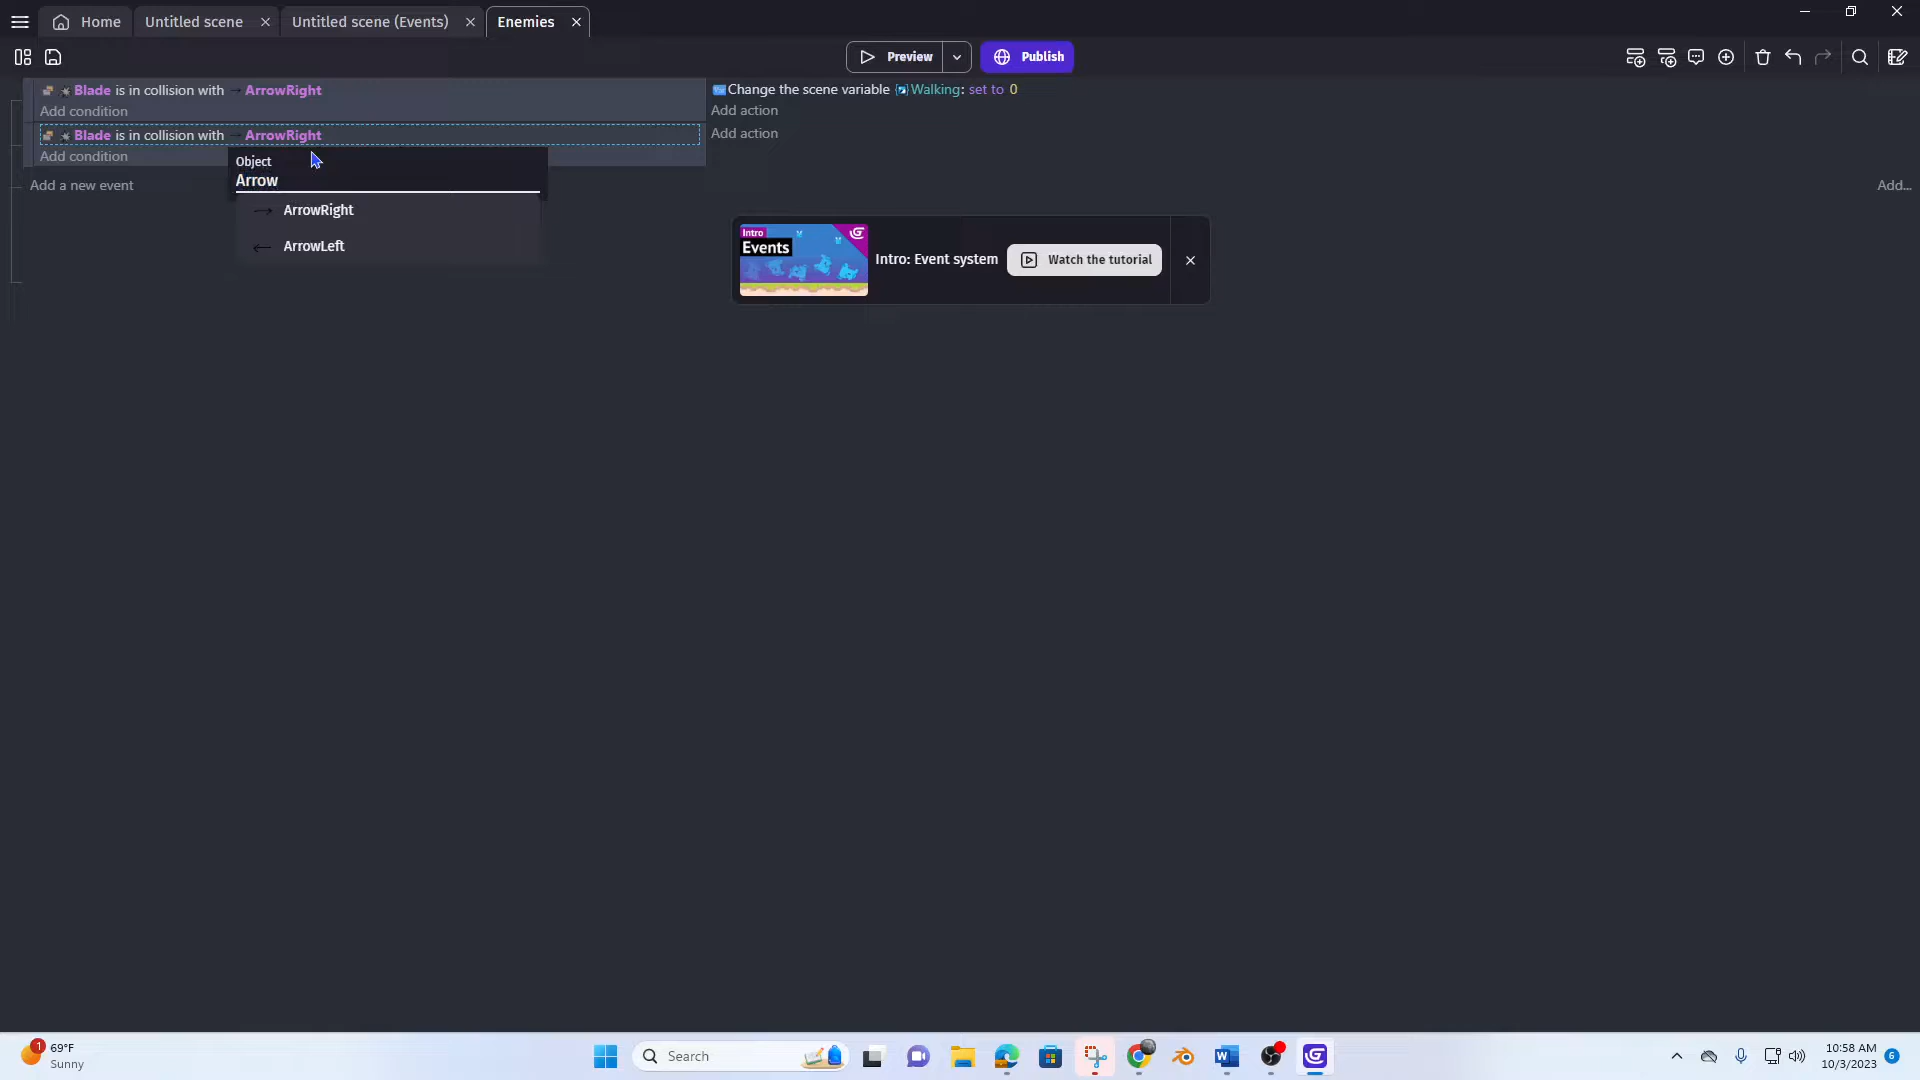 Home
Untitled scene
Untitled scene (Events)
Enemies
Preview
Publish
Blade is in collision with → ArrowRight
Change the scene variable Walking: set to 0
Add condition
Add action
Blade is in collision with → ArrowRight
Add action
Add condition
Object
Add a new event
Arrow
Add...
→ ArrowRight
← ArrowLeft
Intro
Events
Intro: Event system
Watch the tutorial
1
69°F
Sunny
Search
10:58 AM
10/3/2023
6